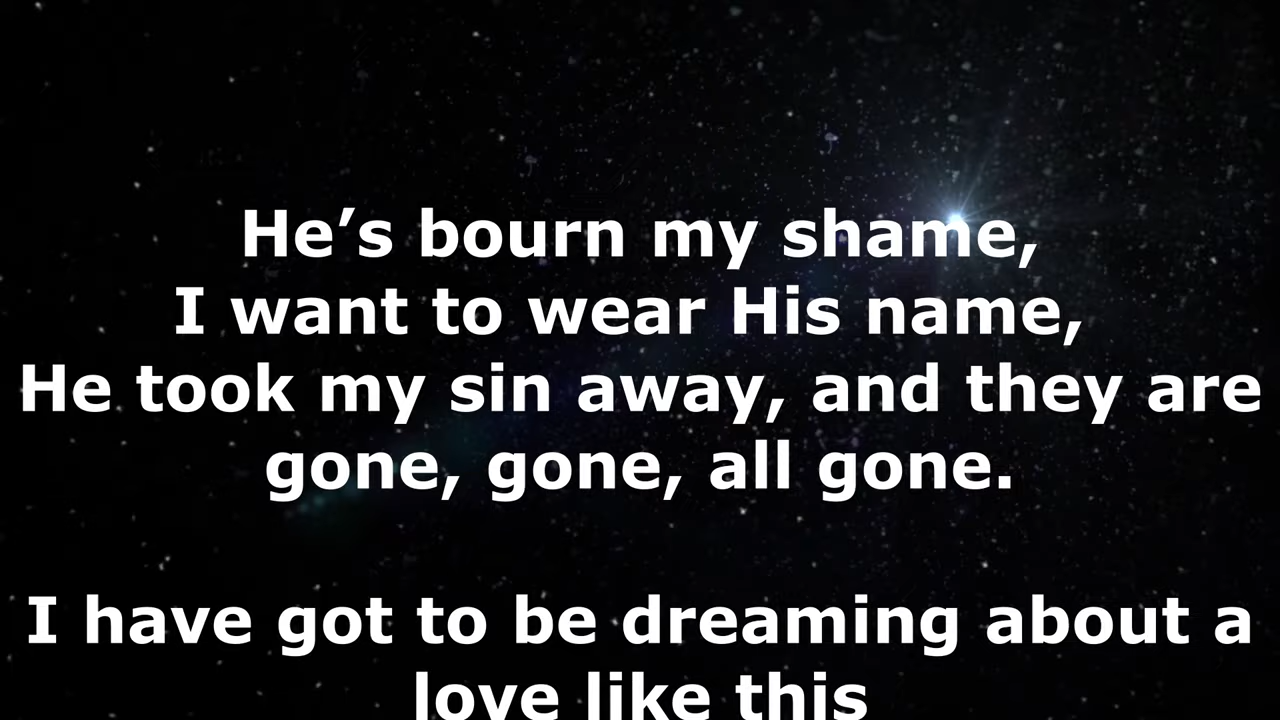 He’s bourn my shame,
I want to wear His name,
He took my sin away, and they are
gone, gone, all gone.
I have got to be dreaming about a
love like this